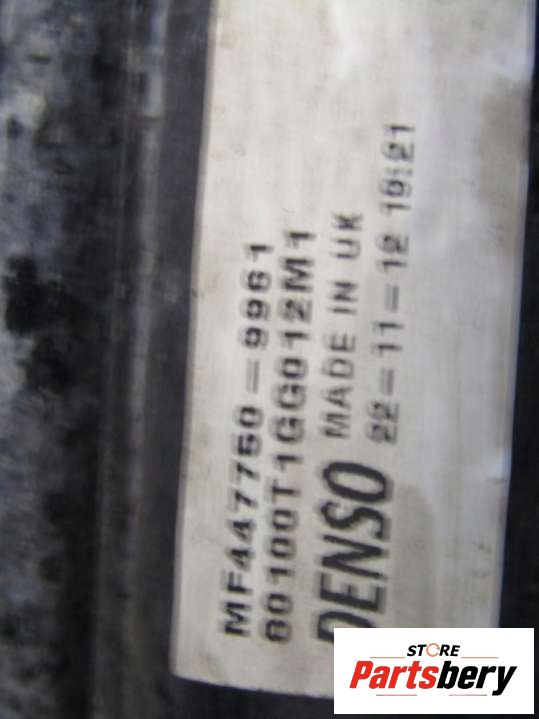 MF447750-9961
80100T1GG012M1
DENSO MADE IN UK
22-11-12 19:21
STORE
Partsbery